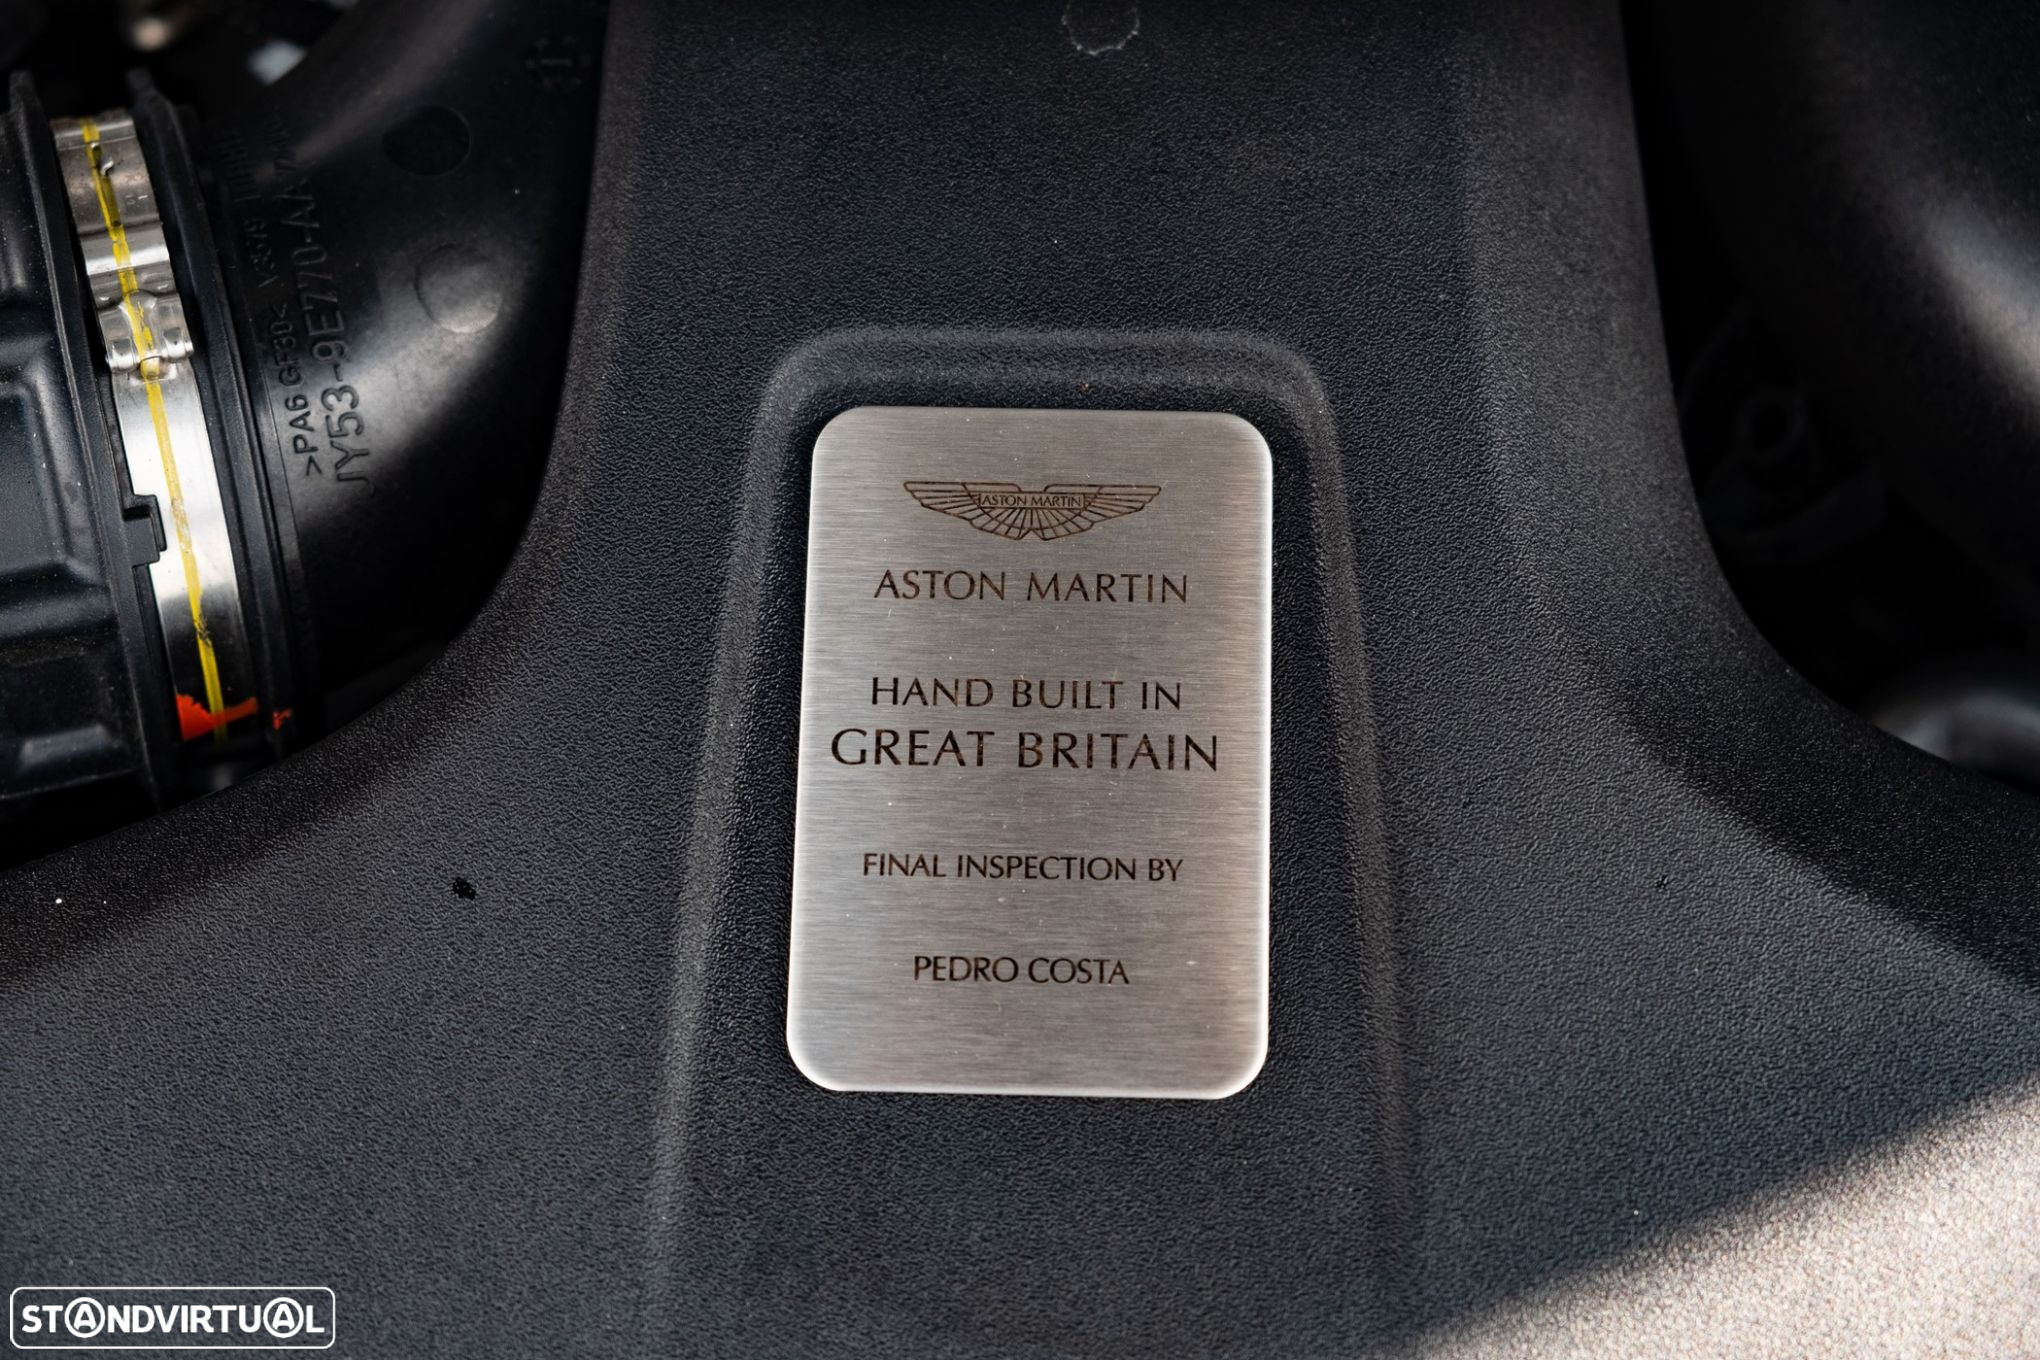 >PA6 GF30<
JY53-9E770-AA
ASTON MARTIN
ASTON MARTIN
HAND BUILT IN
GREAT BRITAIN
FINAL INSPECTION BY
PEDRO COSTA
STANDVIRTUAL